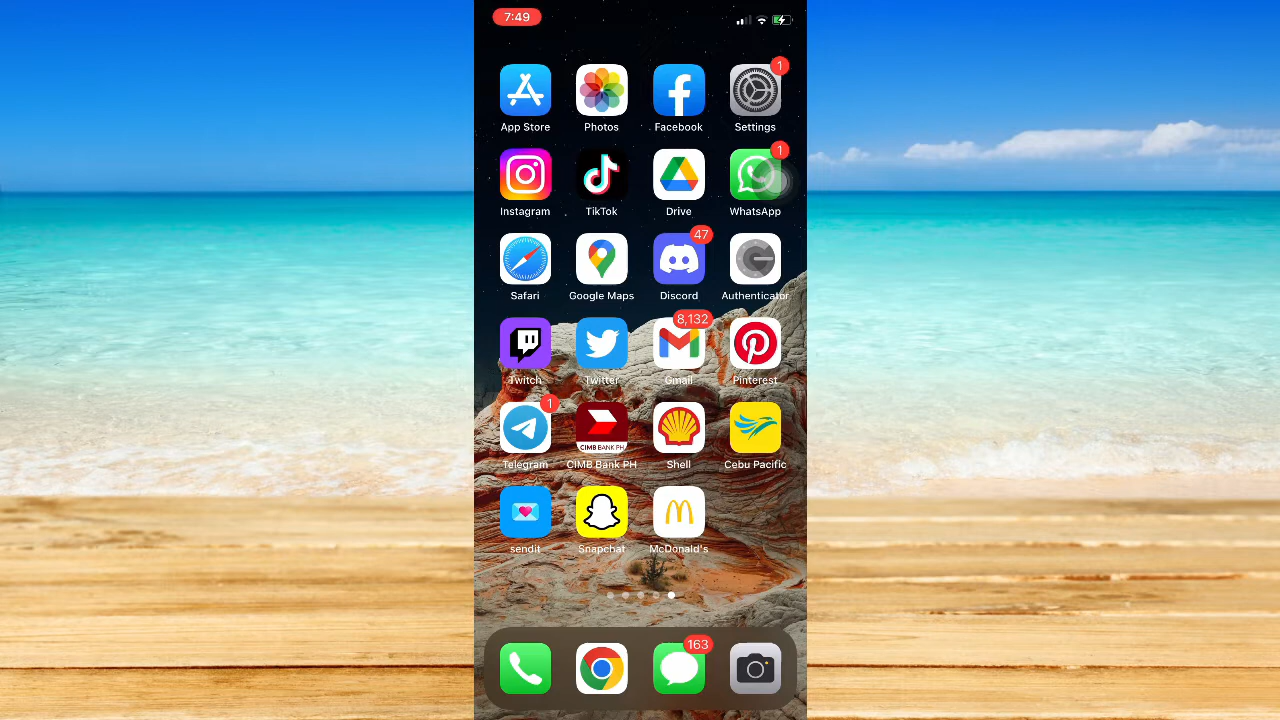 7:49
1
App Store Photos Facebook Settings
1
Instagram TikTok Drive WhatsApp
47
Safari Google Maps Discord Authenticator
8,132
Twitch Twitter Gmail Pinterest
1
CIMB BANK PH
Telegram CIMB Bank PH Shell Cebu Pacific
sendit Snapchat McDonald's
163